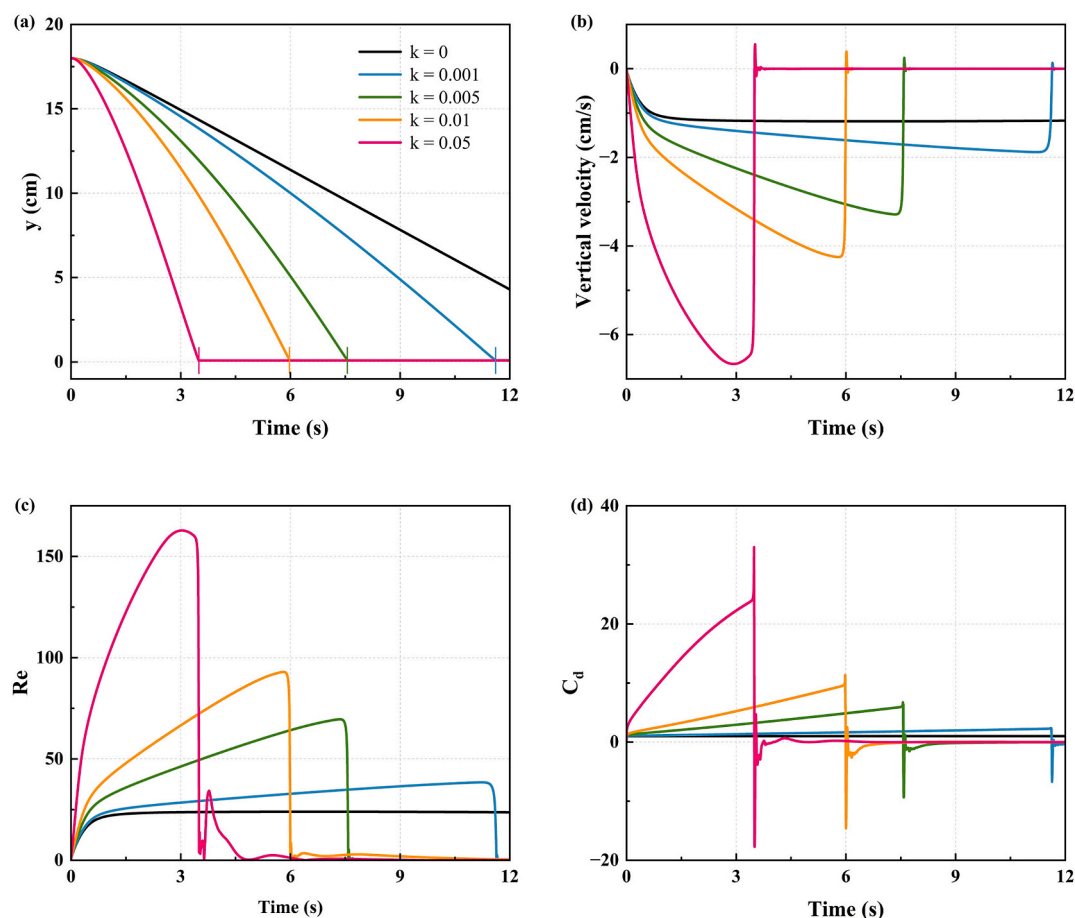 (a)
20
15
10
5
0
y (cm)
0
3
6
9
12
Time (s)
k = 0
k = 0.001
k = 0.005
k = 0.01
k = 0.05
(b)
0
−2
−4
−6
Vertical velocity (cm/s)
0
3
6
9
12
Time (s)
(c)
150
100
50
0
Re
0
3
6
9
12
Time (s)
(d)
40
20
0
−20
Cd
0
3
6
9
12
Time (s)